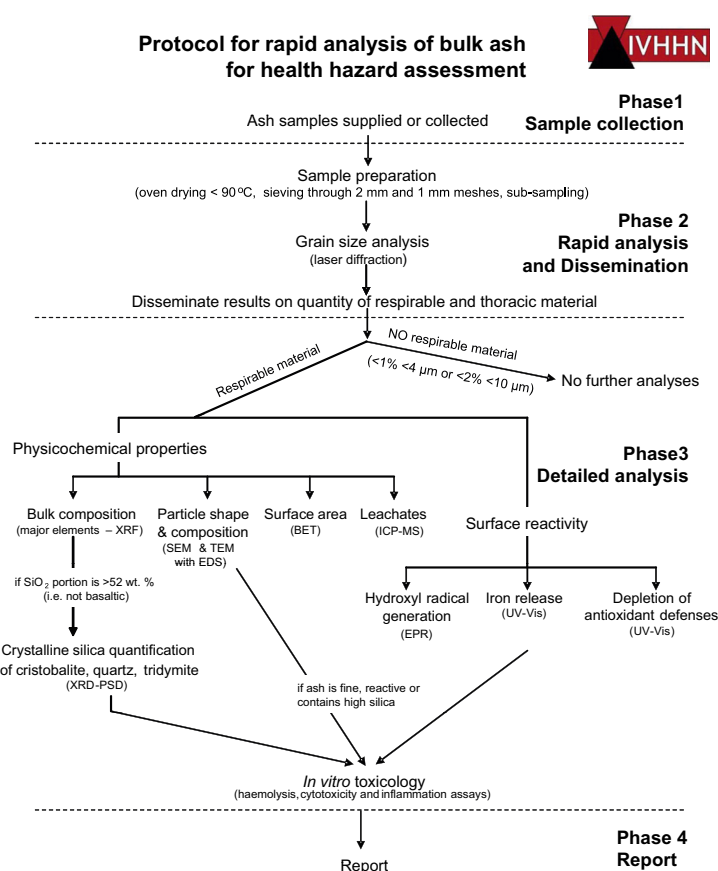 Protocol for rapid analysis of bulk ash
for health hazard assessment
IVHHN
Phase1
Sample collection
Ash samples supplied or collected
Sample preparation
(oven drying < 90ºC, sieving through 2 mm and 1 mm meshes, sub-sampling)
Phase 2
Rapid analysis
and Dissemination
Grain size analysis
(laser diffraction)
Disseminate results on quantity of respirable and thoracic material
Respirable material
NO respirable material
(<1% <4 µm or <2% <10 µm)
No further analyses
Phase3
Detailed analysis
Physicochemical properties
Bulk composition
(major elements – XRF)
Particle shape
& composition
(SEM & TEM
with EDS)
Surface area
(BET)
Leachates
(ICP-MS)
Surface reactivity
if SiO₂ portion is >52 wt. %
(i.e. not basaltic)
Hydroxyl radical
generation
(EPR)
Iron release
(UV-Vis)
Depletion of
antioxidant defenses
(UV-Vis)
Crystalline silica quantification
of cristobalite, quartz, tridymite
(XRD-PSD)
if ash is fine, reactive or
contains high silica
In vitro toxicology
(haemolysis, cytotoxicity and inflammation assays)
Phase 4
Report
Report